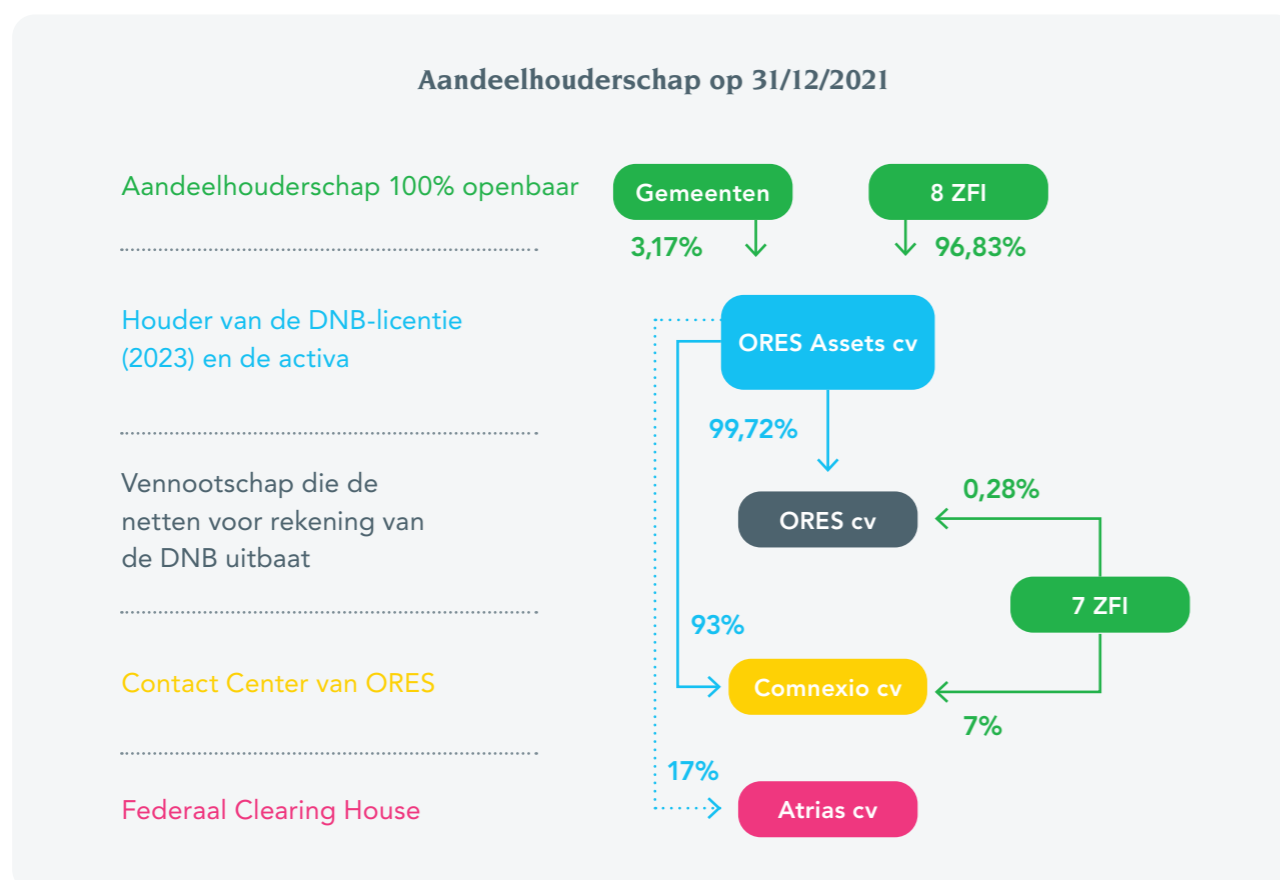 Aandeelhouderschap op 31/12/2021
Aandeelhouderschap 100% openbaar
Gemeenten
8 ZFI
3,17%
96,83%
Houder van de DNB-licentie
(2023) en de activa
ORES Assets cv
99,72%
Vennootschap die de
netten voor rekening van
de DNB uitbaat
ORES cv
0,28%
7 ZFI
93%
Contact Center van ORES
Comnexio cv
7%
17%
Federaal Clearing House
Atrias cv